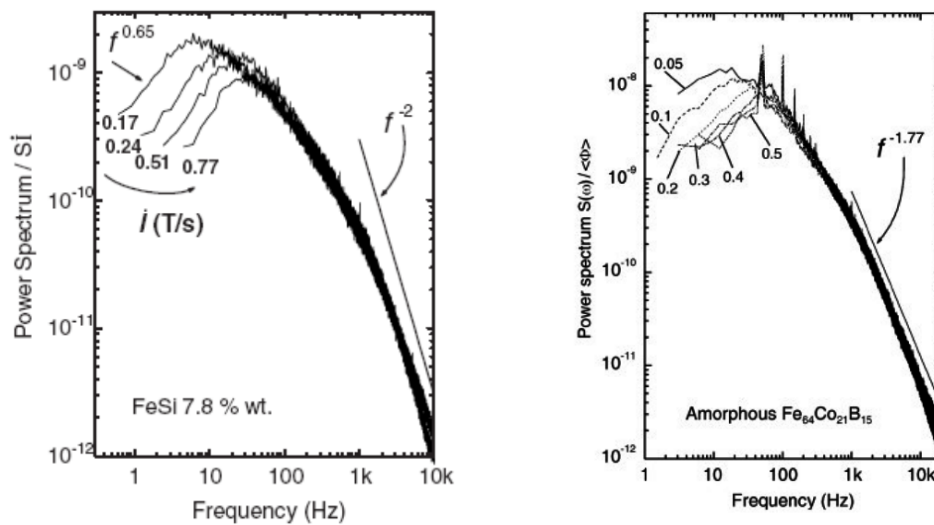 Power Spectrum / Sİ
10⁻⁹
10⁻¹⁰
10⁻¹¹
10⁻¹²
f^0.65
0.17
0.24
0.51
0.77
İ (T/s)
f⁻²
FeSi 7.8 % wt.
1 10 100 1k 10k
Frequency (Hz)
Power spectrum S(ω) / <Φ>
10⁻⁸
10⁻⁹
10⁻¹⁰
10⁻¹¹
10⁻¹²
0.05
0.1
0.2
0.3
0.4
0.5
f^-1.77
Amorphous Fe₆₄Co₂₁B₁₅
1 10 100 1k 10k
Frequency (Hz)